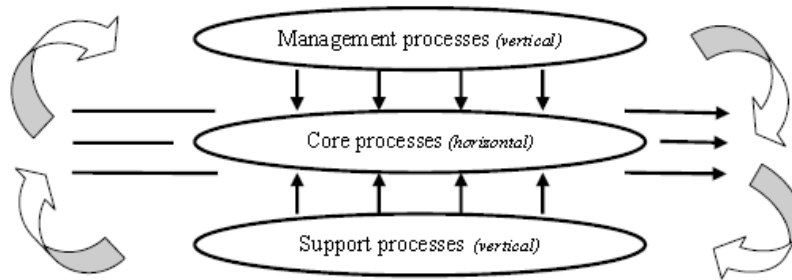 Management processes (vertical)
Core processes (horizontal)
Support processes (vertical)